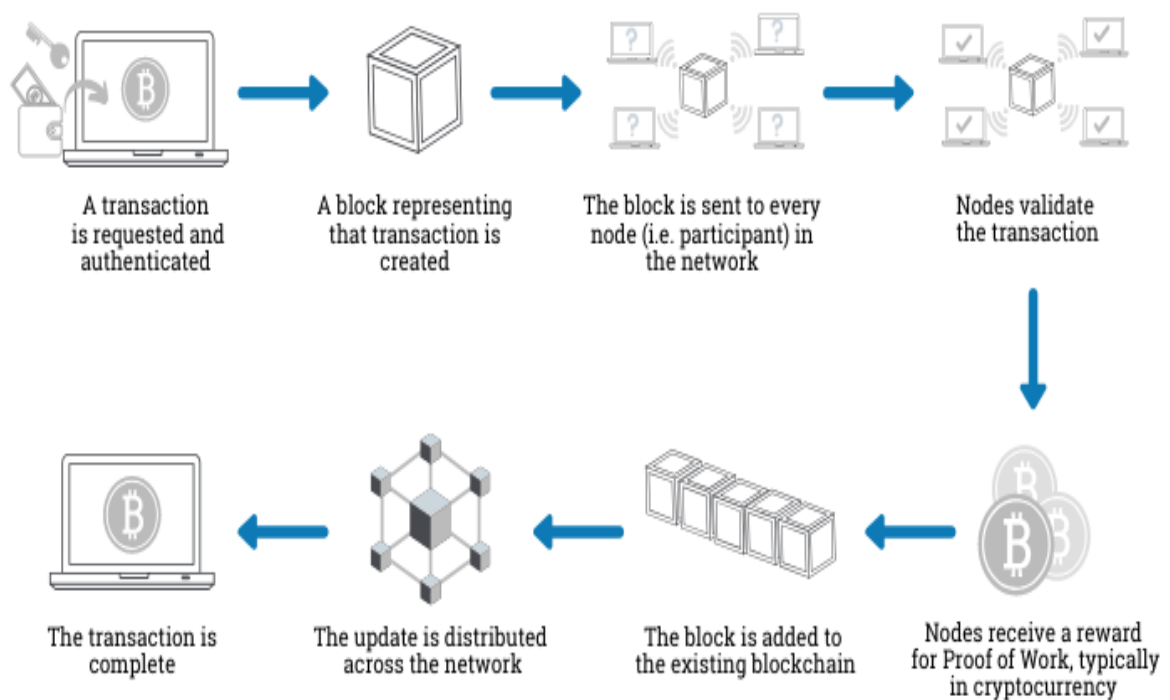 A transaction
is requested and
authenticated
A block representing
that transaction is
created
The block is sent to every
node (i.e. participant) in
the network
Nodes validate
the transaction
Nodes receive a reward
for Proof of Work, typically
in cryptocurrency
The block is added to
the existing blockchain
The update is distributed
across the network
The transaction is
complete